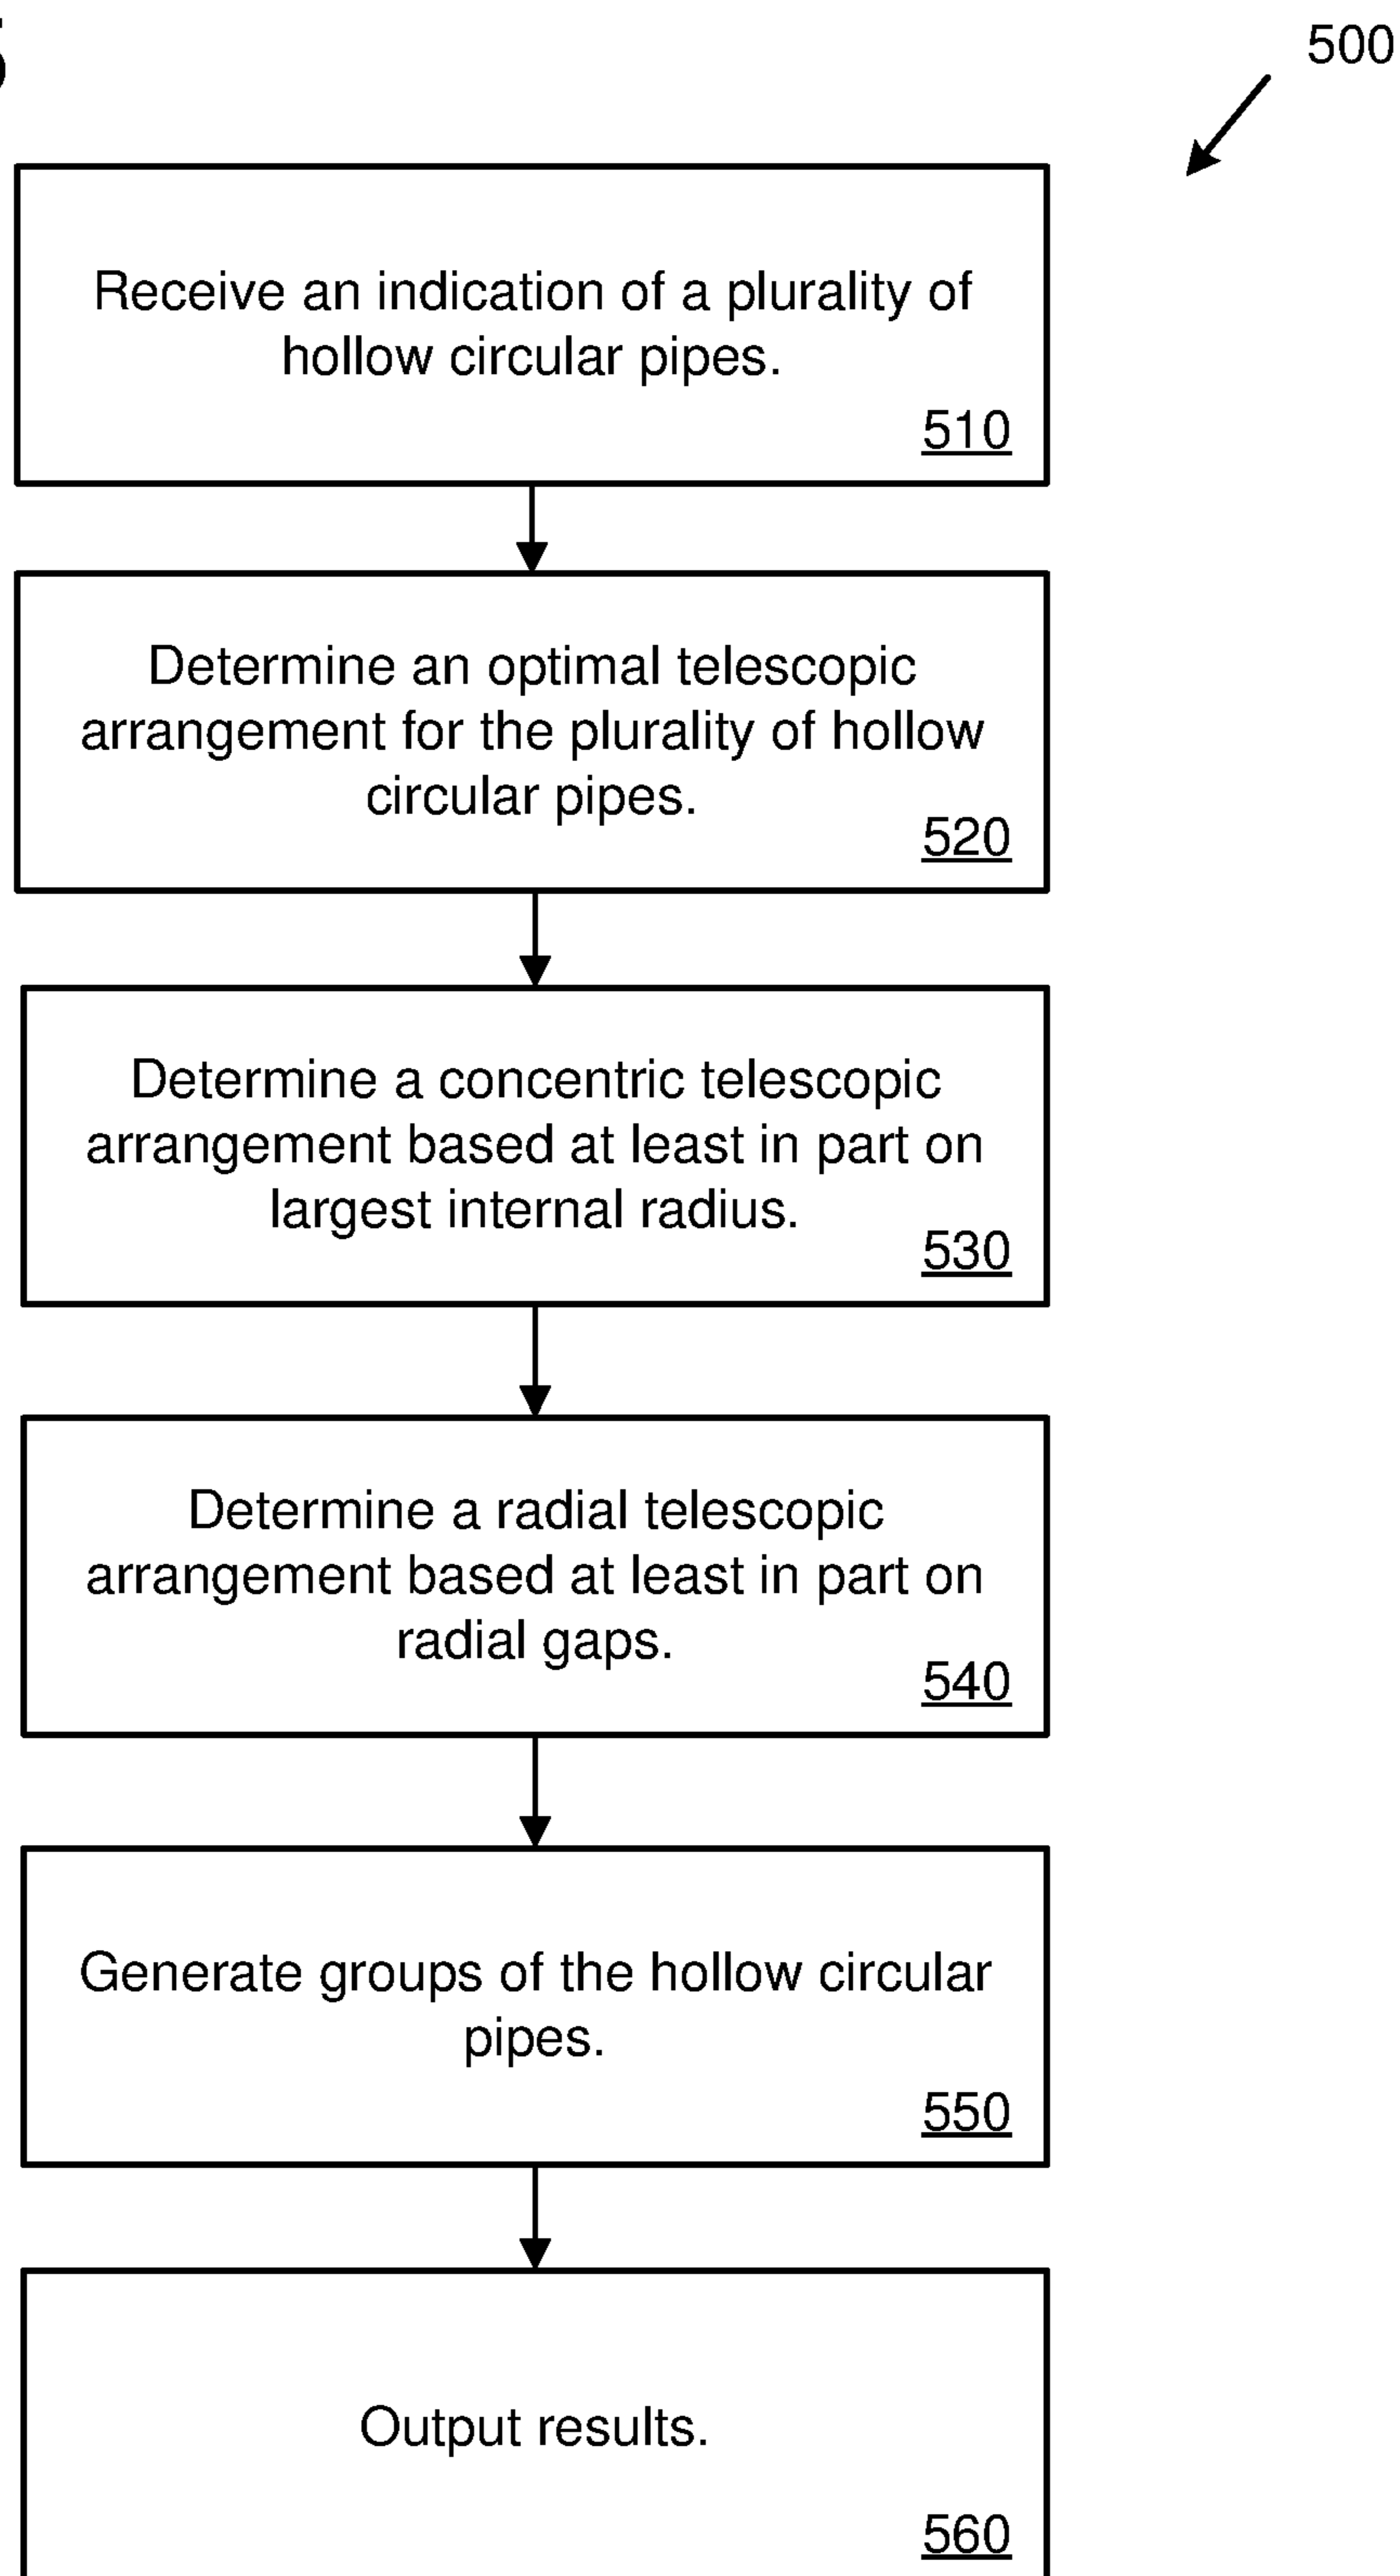 500
Receive an indication of a plurality of
hollow circular pipes.
510
Determine an optimal telescopic
arrangement for the plurality of hollow
circular pipes.
520
Determine a concentric telescopic
arrangement based at least in part on
largest internal radius.
530
Determine a radial telescopic
arrangement based at least in part on
radial gaps.
540
Generate groups of the hollow circular
pipes.
550
Output results.
560